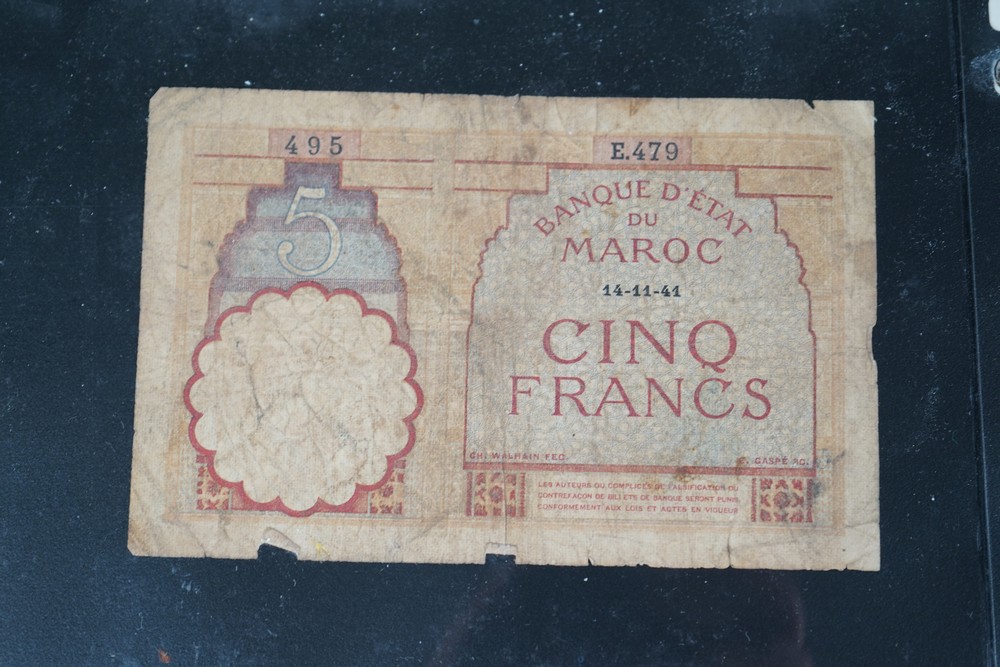 495
E.479
5
BANQUE D'ÉTAT
DU
MAROC
14-11-41
CINQ
FRANCS
CH. WALHAIN FEC.
E. GASPÉ SC.
LES AUTEURS OU COMPLICES DE FALSIFICATION OU
CONTREFAÇON DE BILLETS DE BANQUE SERONT PUNIS
CONFORMÉMENT AUX LOIS ET ACTES EN VIGUEUR